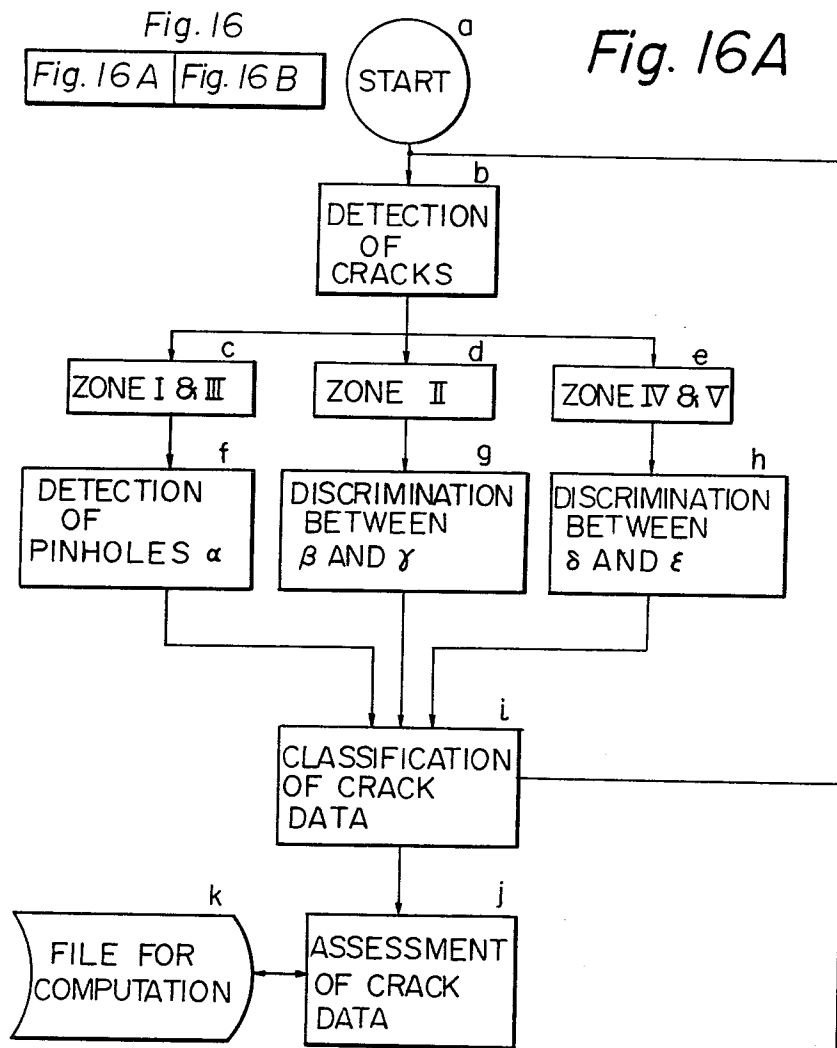 Fig. 16
Fig. 16A Fig. 16B
Fig. 16A
a
START
b
DETECTION
OF
CRACKS
c
ZONE I & III
d
ZONE II
e
ZONE IV & V
f
DETECTION
OF
PINHOLES α
g
DISCRIMINATION
BETWEEN
β AND γ
h
DISCRIMINATION
BETWEEN
δ AND ε
i
CLASSIFICATION
OF CRACK
DATA
k
FILE FOR
COMPUTATION
j
ASSESSMENT
OF CRACK
DATA